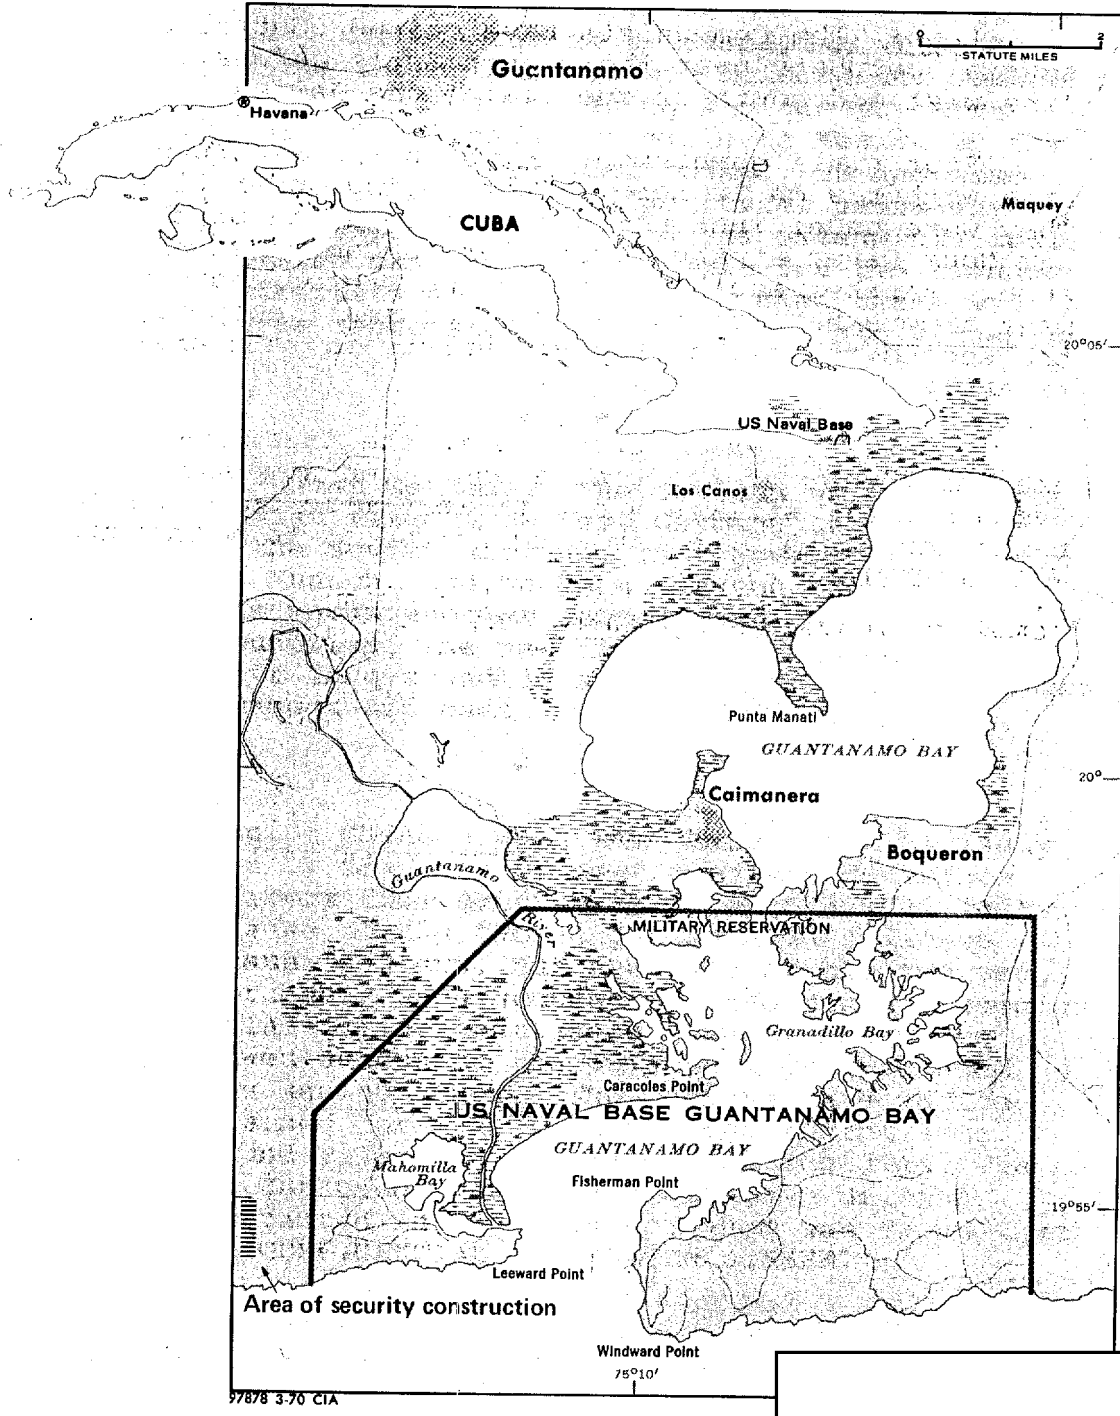 0 2
STATUTE MILES
Guantanamo
Havana
CUBA
Maquey
20°05'
US Naval Base
Los Canos
Punta Manati
GUANTANAMO BAY
20°
Caimanera
Boqueron
Guantanamo
River
MILITARY RESERVATION
Granadillo Bay
Caracoles Point
US NAVAL BASE GUANTANAMO BAY
GUANTANAMO BAY
Mahomilla
Bay
Fisherman Point
19°55'
Leeward Point
Area of security construction
Windward Point
75°10'
97878 3-70 CIA